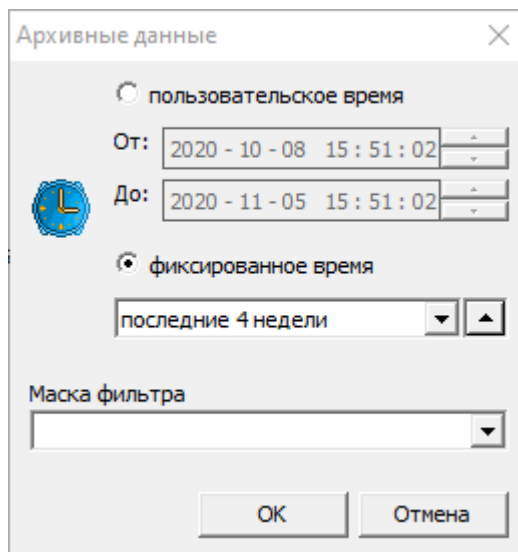 Архивные данные
пользовательское время
От: 2020 - 10 - 08 15 : 51 : 02
До: 2020 - 11 - 05 15 : 51 : 02
фиксированное время
последние 4 недели
Маска фильтра
OK Отмена